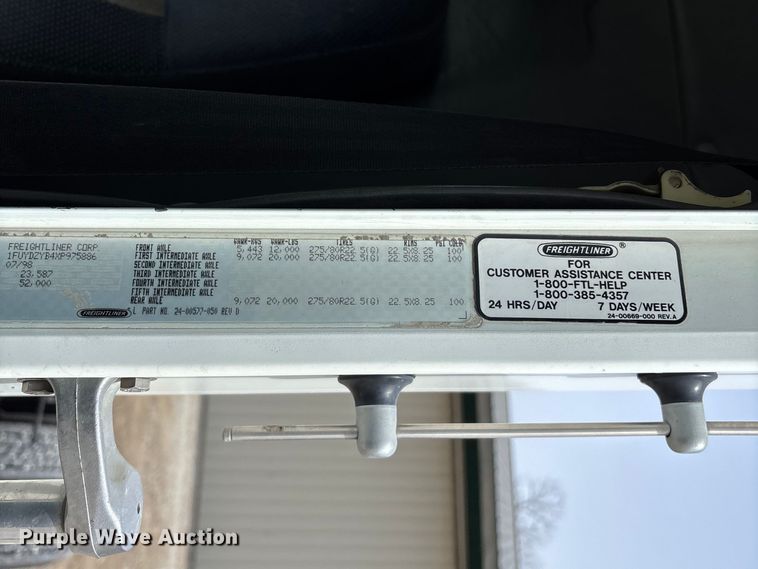 FREIGHTLINER CORP.
1FUYDZYB4XP975886
07/98
23,587
52,000
FREIGHTLINER
GAWR-KGS GAWR-LBS TIRES RIMS PSI COLD
FRONT AXLE 5,443 12,000 275/80R22.5(G) 22.5X8.25 100
FIRST INTERMEDIATE AXLE 9,072 20,000 275/80R22.5(G) 22.5X8.25 100
SECOND INTERMEDIATE AXLE
THIRD INTERMEDIATE AXLE
FOURTH INTERMEDIATE AXLE
FIFTH INTERMEDIATE AXLE
REAR AXLE 9,072 20,000 275/80R22.5(G) 22.5X8.25 100
PART NO. 24-00577-050 REV D
FREIGHTLINER®
FOR
CUSTOMER ASSISTANCE CENTER
1-800-FTL-HELP
1-800-385-4357
24 HRS/DAY 7 DAYS/WEEK
24-00669-000 REV.A
Purple Wave Auction Purple Wave Auction